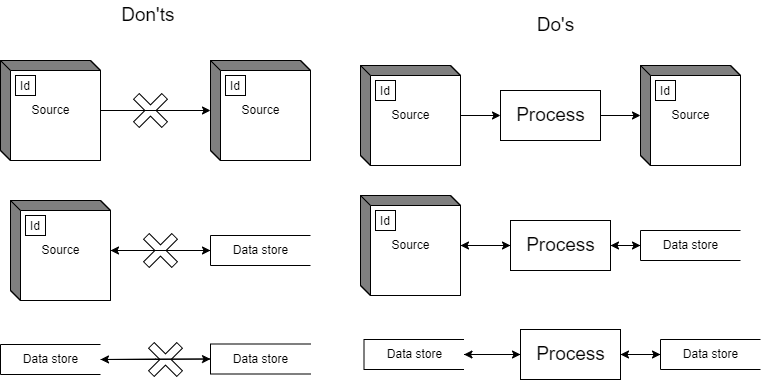 Don'ts
Do's
Id
Source
Id
Source
Id
Source
Process
Id
Source
Id
Source
Data store
Id
Source
Process
Data store
Data store
Data store
Data store
Process
Data store